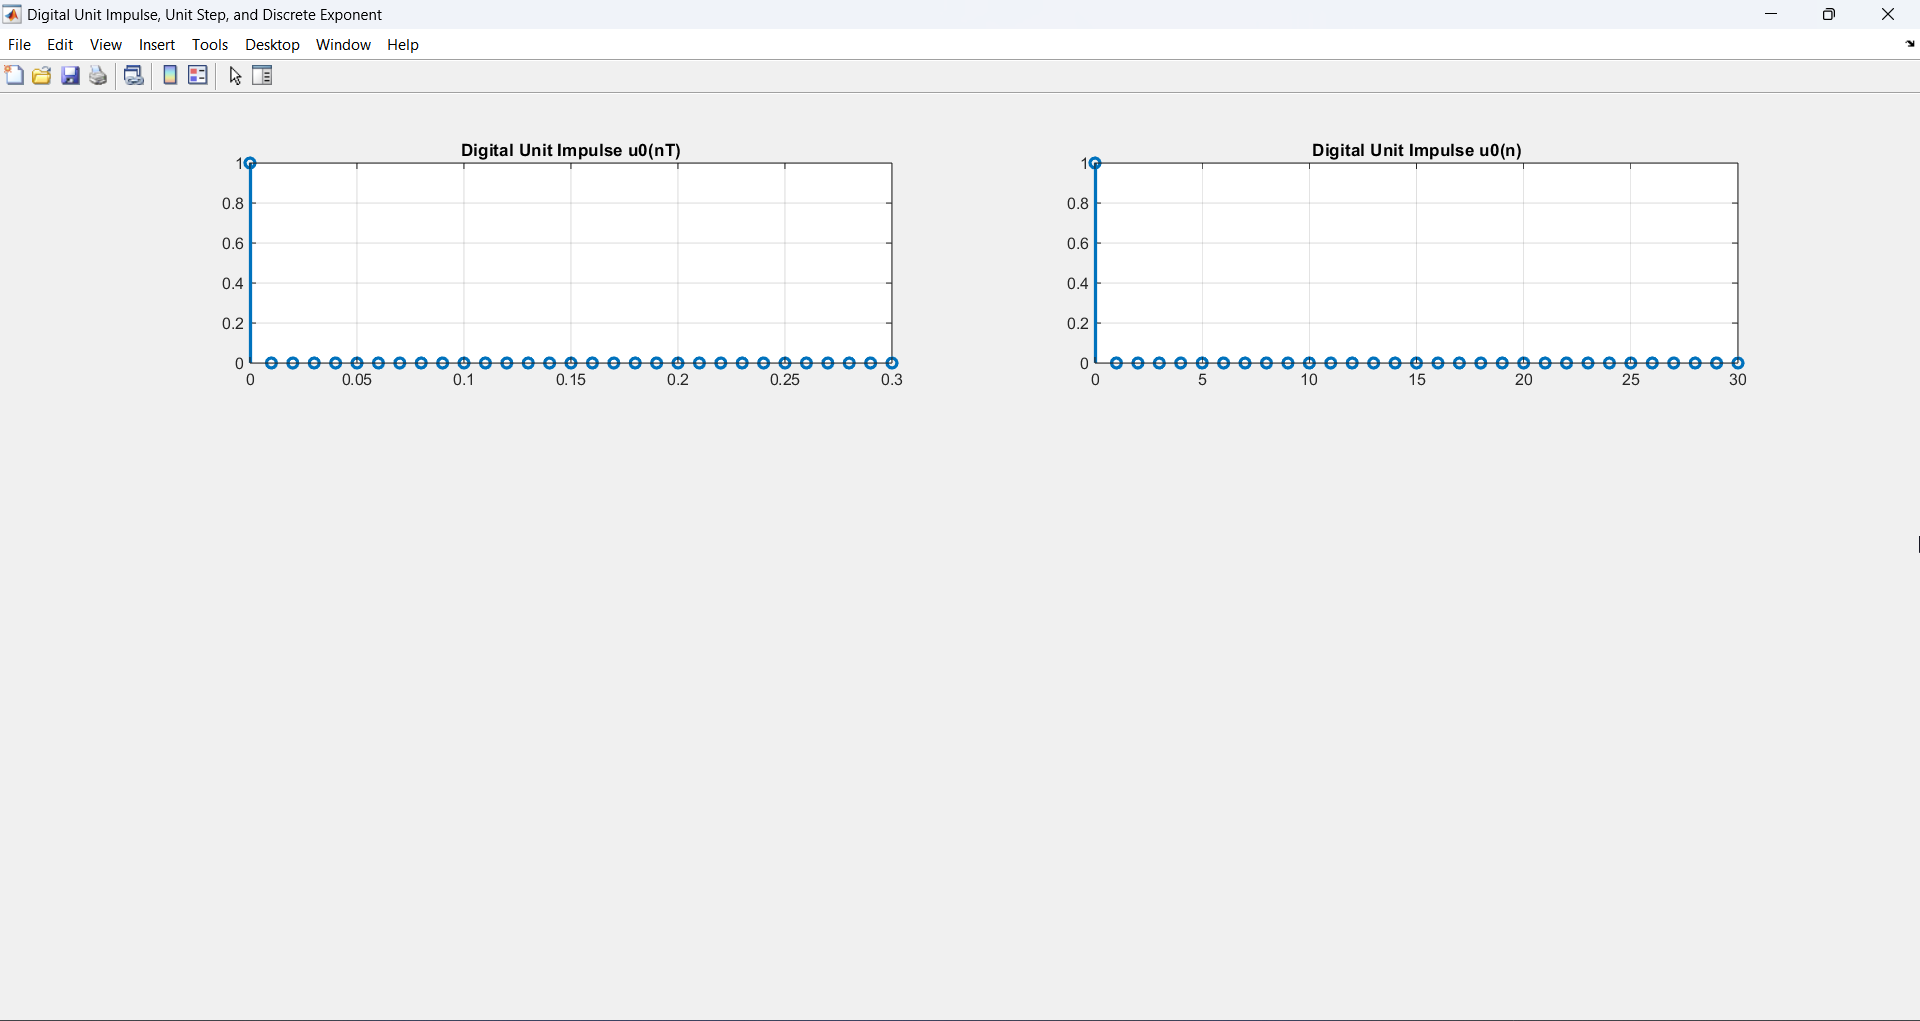 Digital Unit Impulse, Unit Step, and Discrete Exponent
File Edit View Insert Tools Desktop Window Help
Digital Unit Impulse u0(nT)
1
0.8
0.6
0.4
0.2
0
0 0.05 0.1 0.15 0.2 0.25 0.3
Digital Unit Impulse u0(n)
1
0.8
0.6
0.4
0.2
0
0 5 10 15 20 25 30